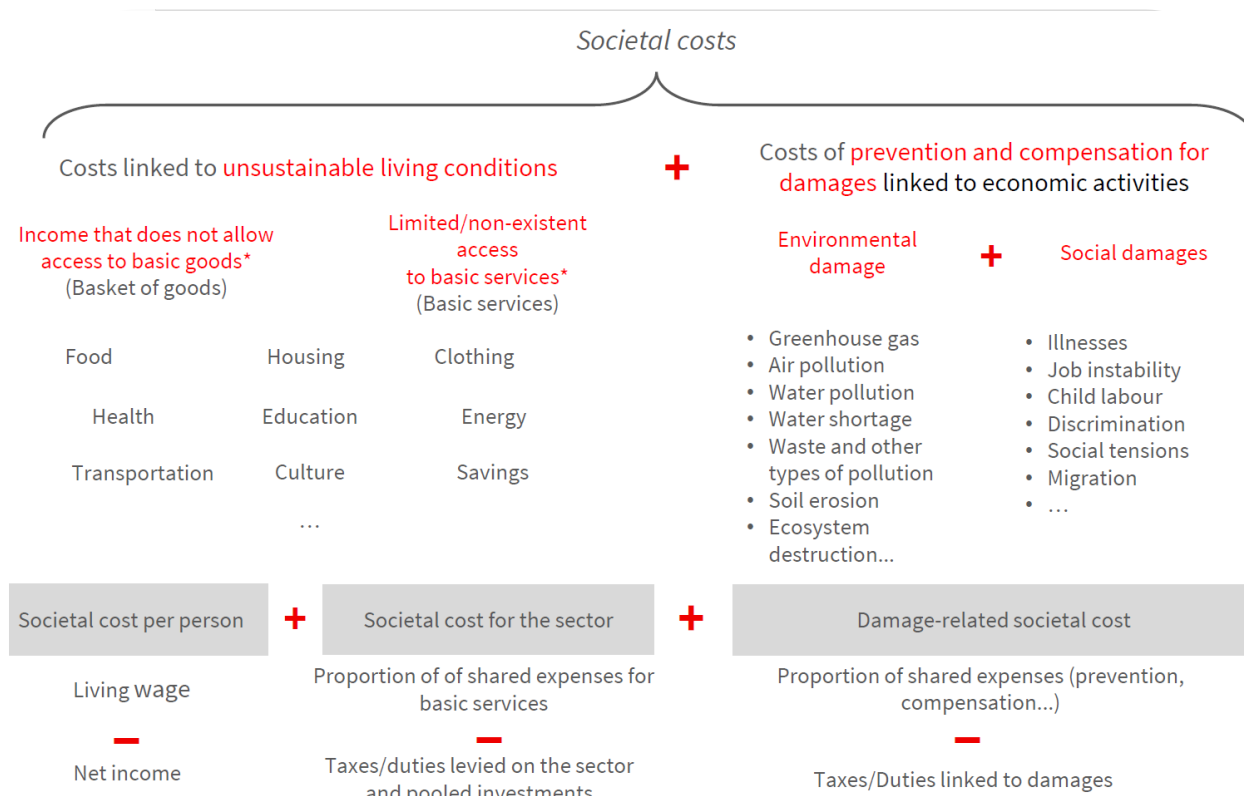 Societal costs
Costs linked to unsustainable living conditions
+
Costs of prevention and compensation for
damages linked to economic activities
Income that does not allow
access to basic goods*
(Basket of goods)
Limited/non-existent
access
to basic services*
(Basic services)
Environmental
damage
+
Social damages
Food
Housing
Clothing
Health
Education
Energy
Transportation
Culture
Savings
...
• Greenhouse gas
• Air pollution
• Water pollution
• Water shortage
• Waste and other
types of pollution
• Soil erosion
• Ecosystem
destruction...
• Illnesses
• Job instability
• Child labour
• Discrimination
• Social tensions
• Migration
• ...
Societal cost per person
+
Societal cost for the sector
+
Damage-related societal cost
Living wage
–
Net income
Proportion of of shared expenses for
basic services
–
Taxes/duties levied on the sector
and pooled investments
Proportion of of shared expenses (prevention,
compensation...)
–
Taxes/Duties linked to damages